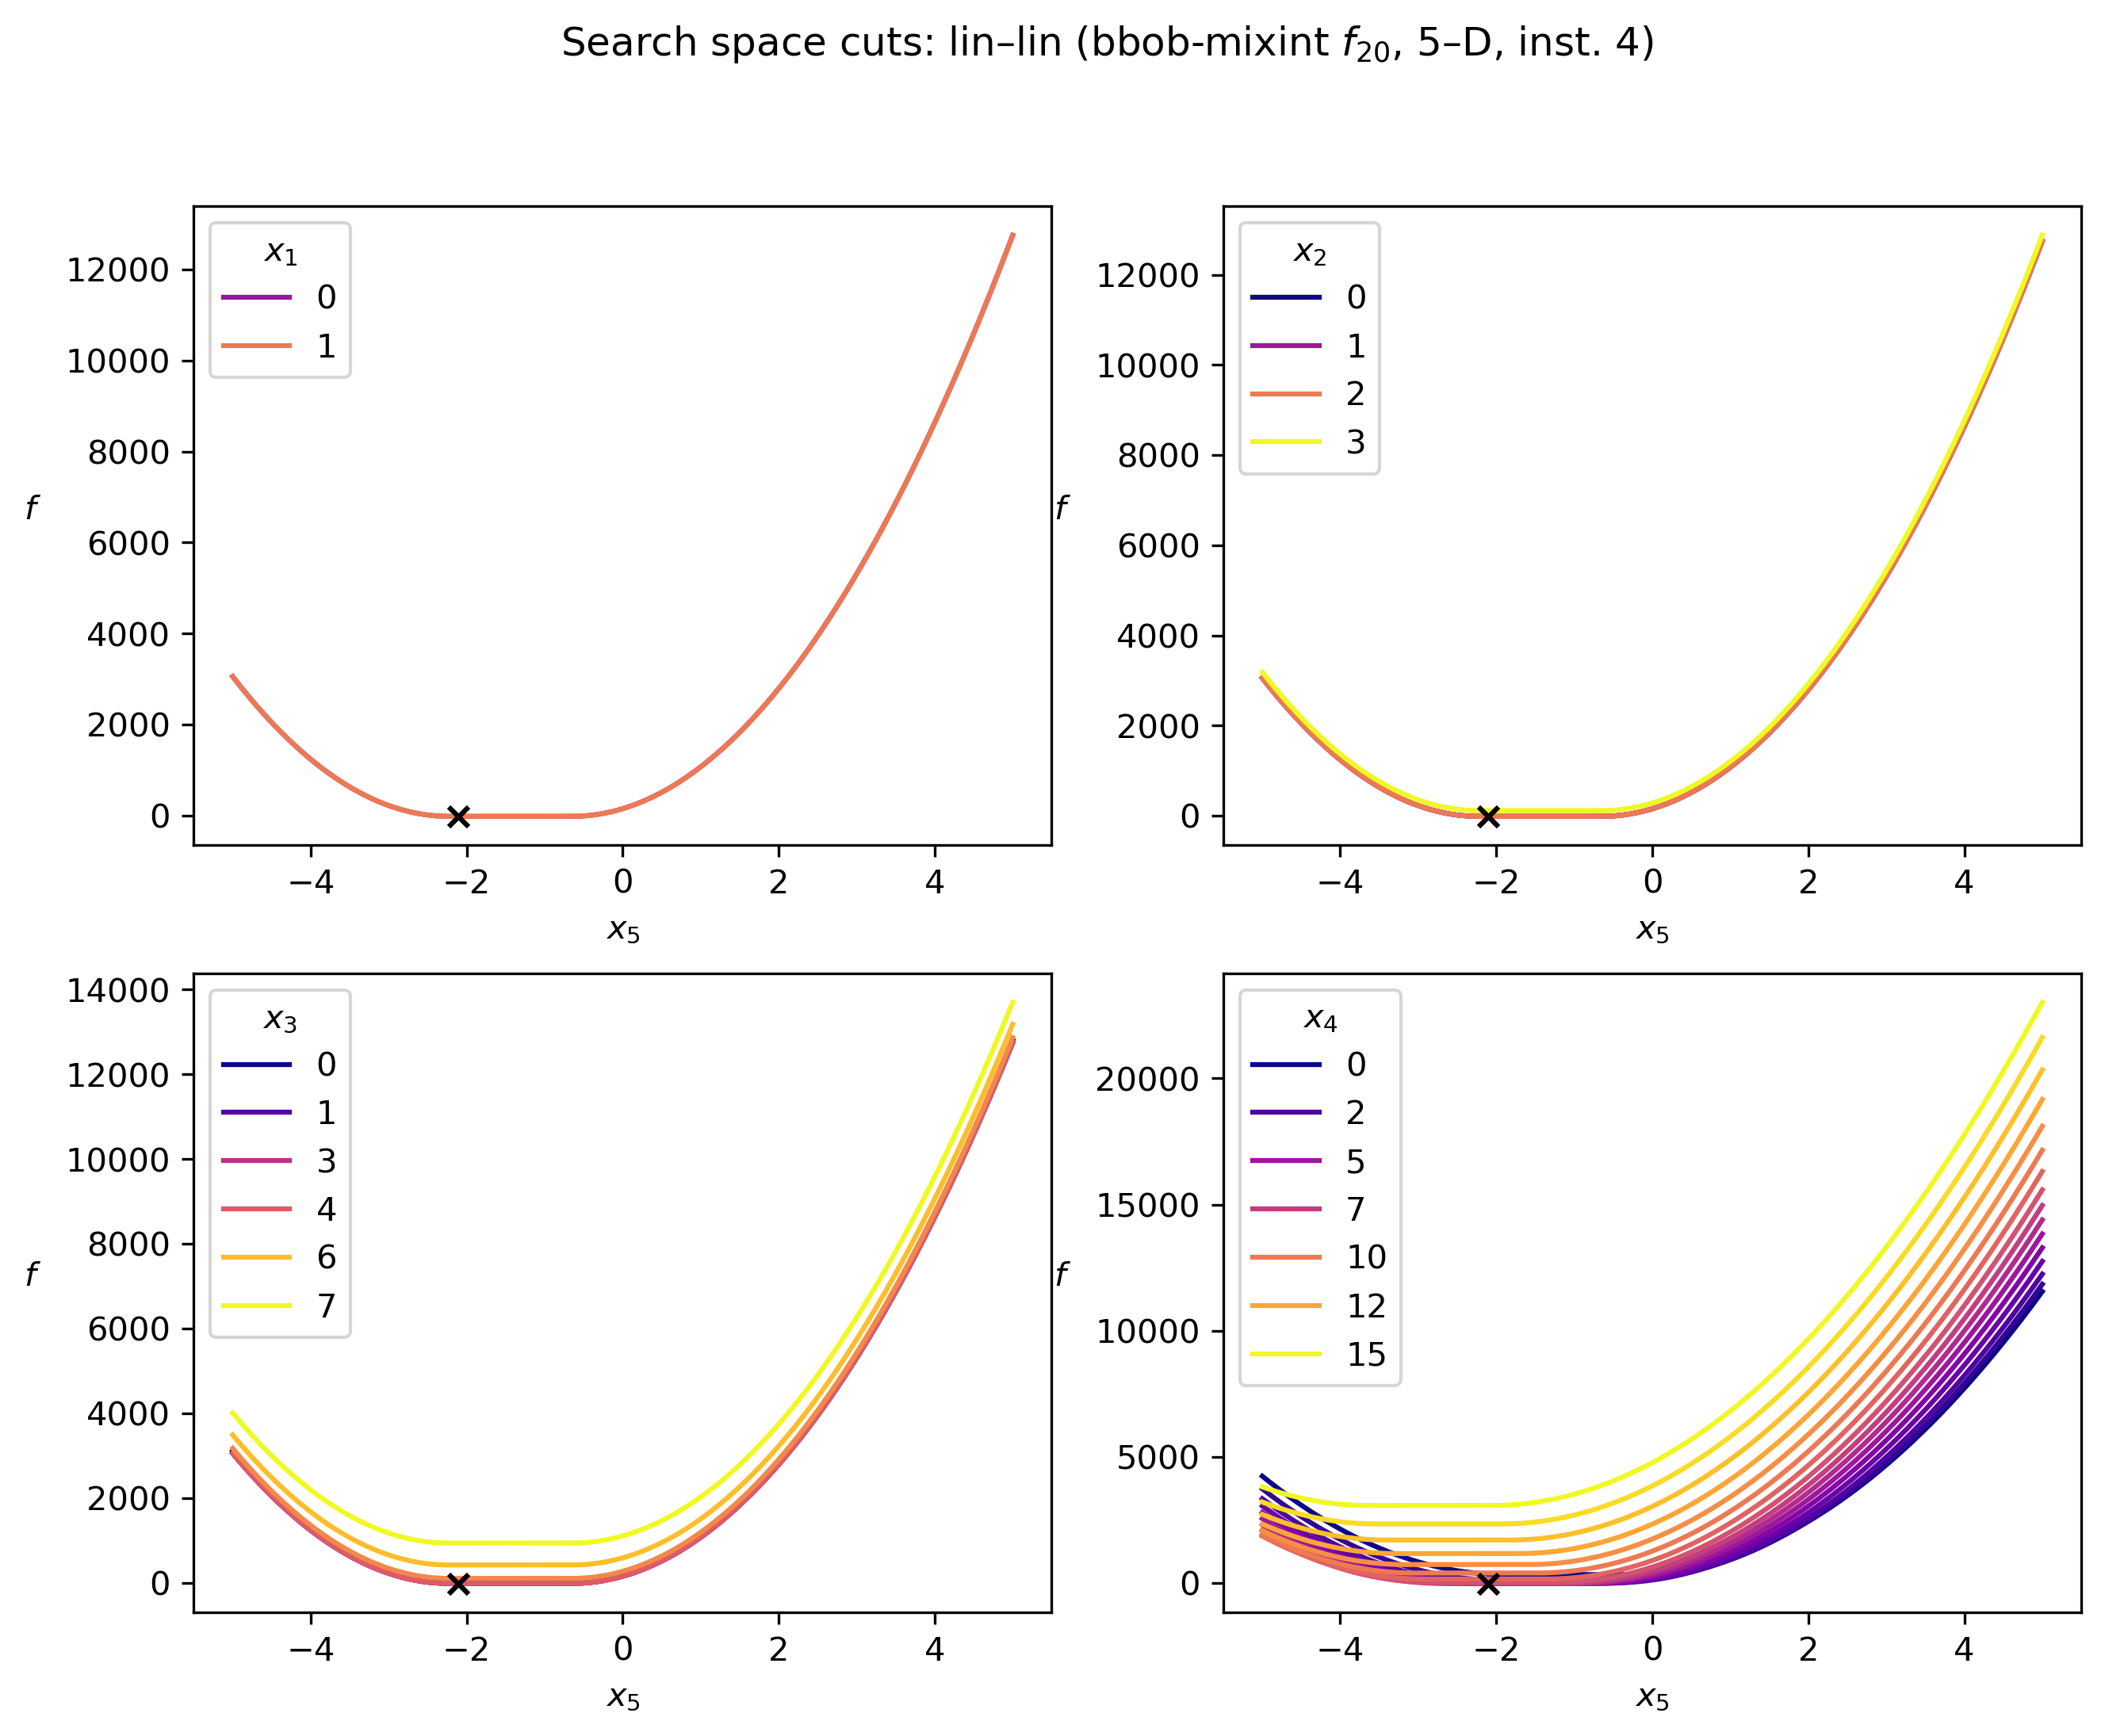 Search space cuts: lin–lin (bbob-mixint f20, 5–D, inst. 4)
x1
0
1
12000
10000
8000
6000
4000
2000
0
f
−4 −2 0 2 4
x5
x2
0
1
2
3
12000
10000
8000
6000
4000
2000
0
f
−4 −2 0 2 4
x5
x3
0
1
3
4
6
7
14000
12000
10000
8000
6000
4000
2000
0
f
−4 −2 0 2 4
x5
x4
0
2
5
7
10
12
15
20000
15000
10000
5000
0
f
−4 −2 0 2 4
x5